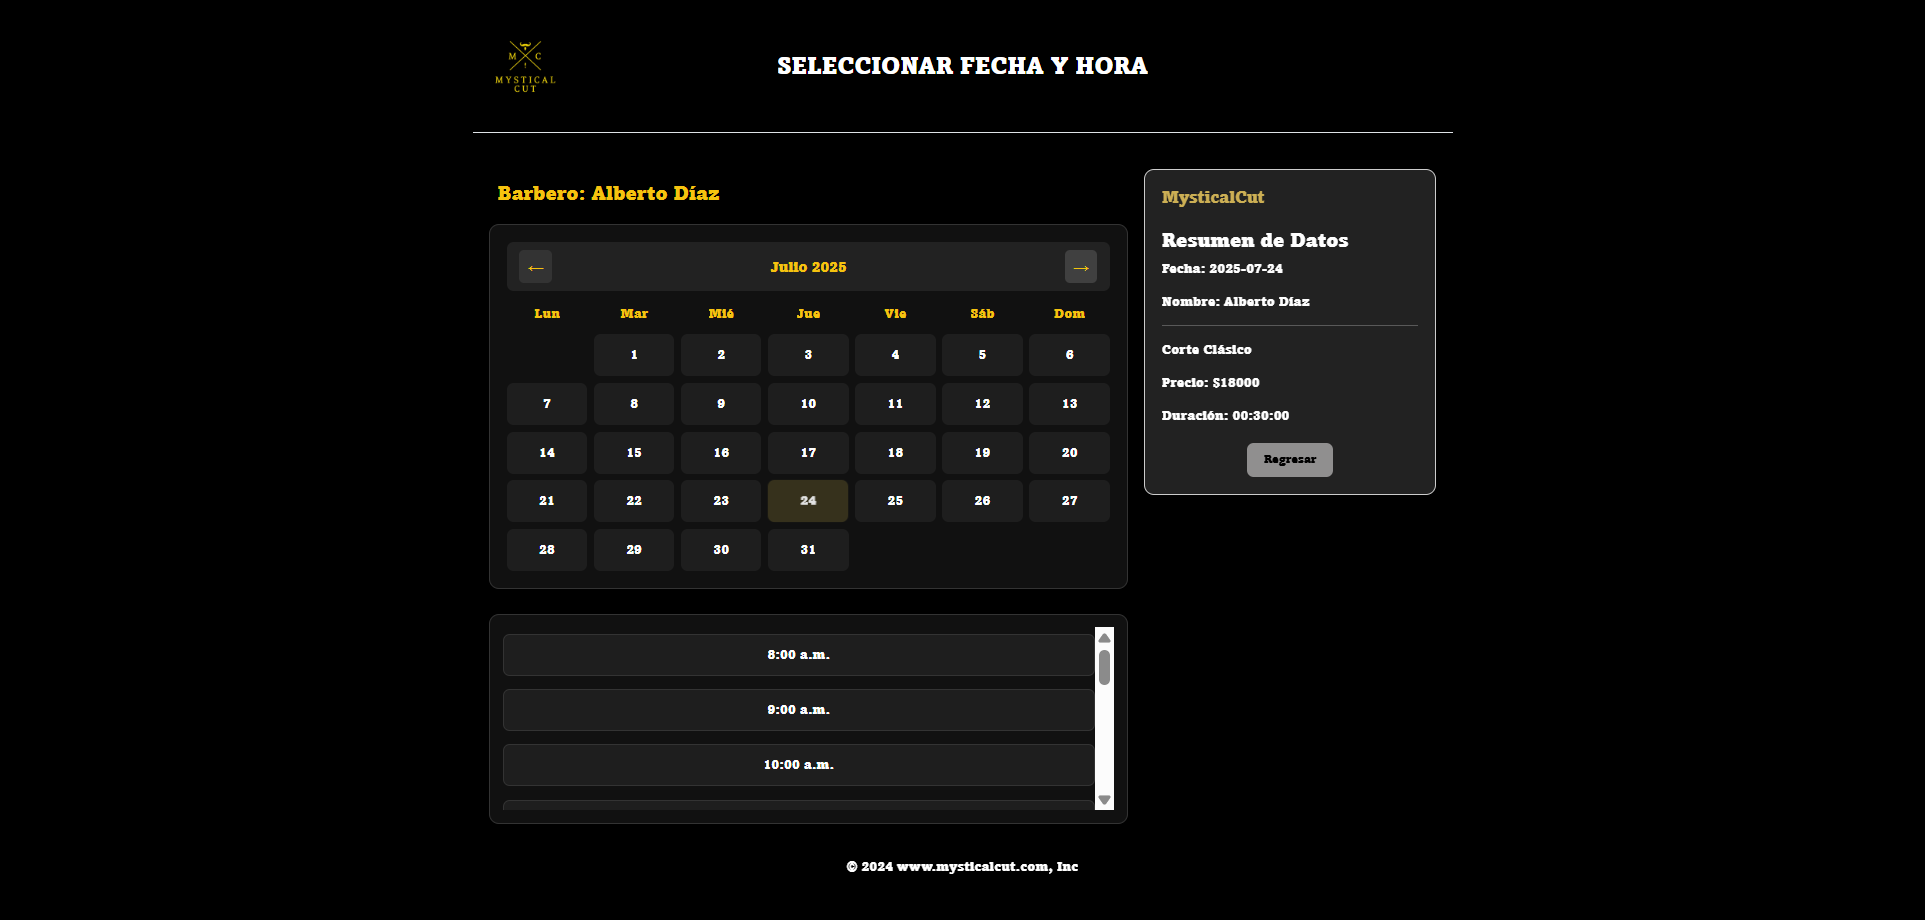 M C
MYSTICAL
CUT
SELECCIONAR FECHA Y HORA
Barbero: Alberto Díaz
← Julio 2025 →
Lun Mar Mié Jue Vie Sáb Dom
1 2 3 4 5 6
7 8 9 10 11 12 13
14 15 16 17 18 19 20
21 22 23 24 25 26 27
28 29 30 31
8:00 a.m.
9:00 a.m.
10:00 a.m.
MysticalCut
Resumen de Datos
Fecha: 2025-07-24
Nombre: Alberto Díaz
Corte Clásico
Precio: $18000
Duración: 00:30:00
Regresar
© 2024 www.mysticalcut.com, Inc